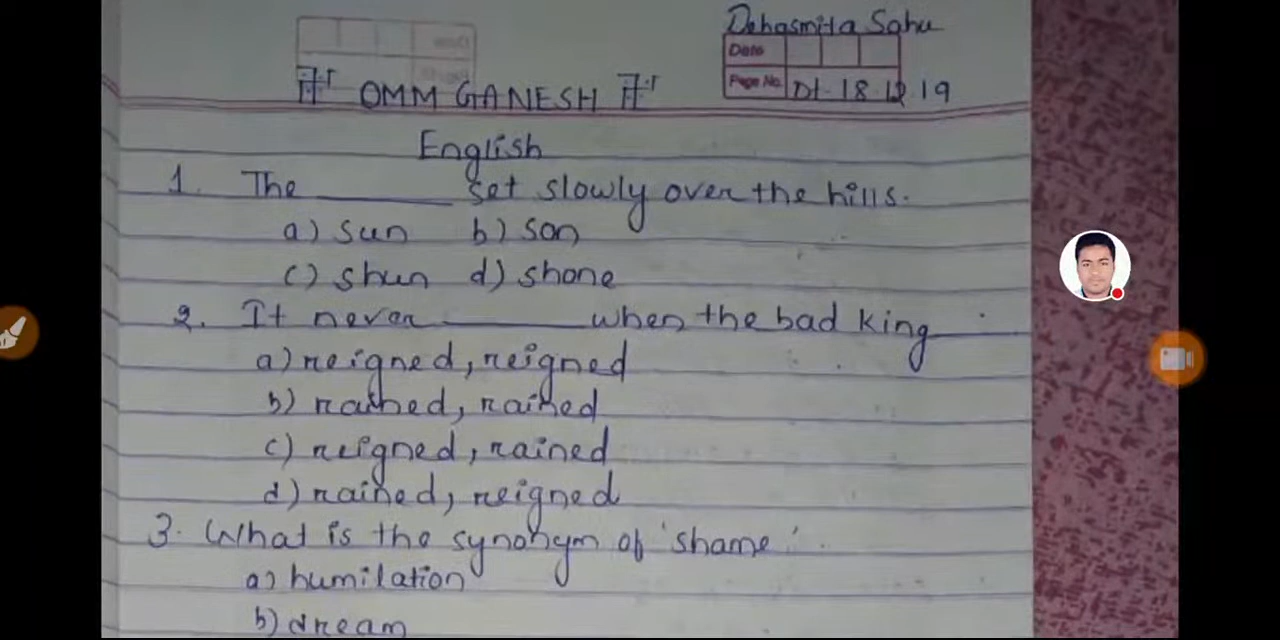 Debasmita Sahu
Date
Page No.
Dt. 18.12.19
OMM GANESH
English
1. The ______ set slowly over the hills.
a) sun b) son
c) shun d) shone
2. It never ______ when the bad king ______.
a) reigned, reigned
b) rained, rained
c) reigned, rained
d) rained, reigned
3. What is the synonym of 'shame'.
a) humilation
b) dream